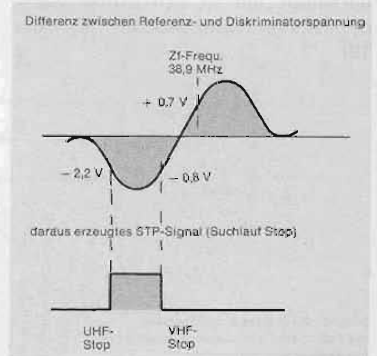 Differenz zwischen Referenz- und Diskriminatorspannung
Zf-Frequ.
38,9 MHz
+ 0,7 V
– 2,2 V
– 0,8 V
daraus erzeugtes STP-Signal (Suchlauf Stop)
UHF-
Stop
VHF-
Stop